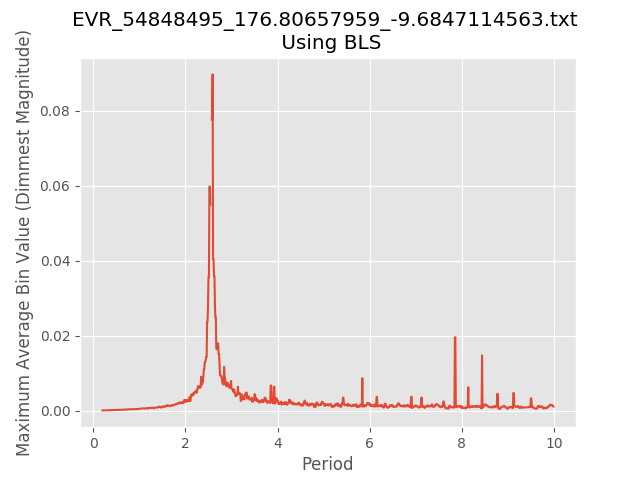 EVR_54848495_176.80657959_-9.6847114563.txt
Using BLS
Maximum Average Bin Value (Dimmest Magnitude)
0.08
0.06
0.04
0.02
0.00
0 2 4 6 8 10
Period